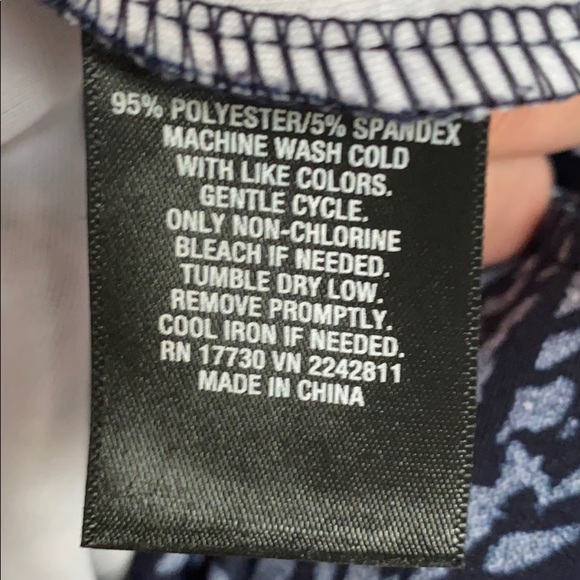 95% POLYESTER/5% SPANDEX
MACHINE WASH COLD
WITH LIKE COLORS.
GENTLE CYCLE.
ONLY NON-CHLORINE
BLEACH IF NEEDED.
TUMBLE DRY LOW.
REMOVE PROMPTLY.
COOL IRON IF NEEDED.
RN 17730 VN 2242811
MADE IN CHINA